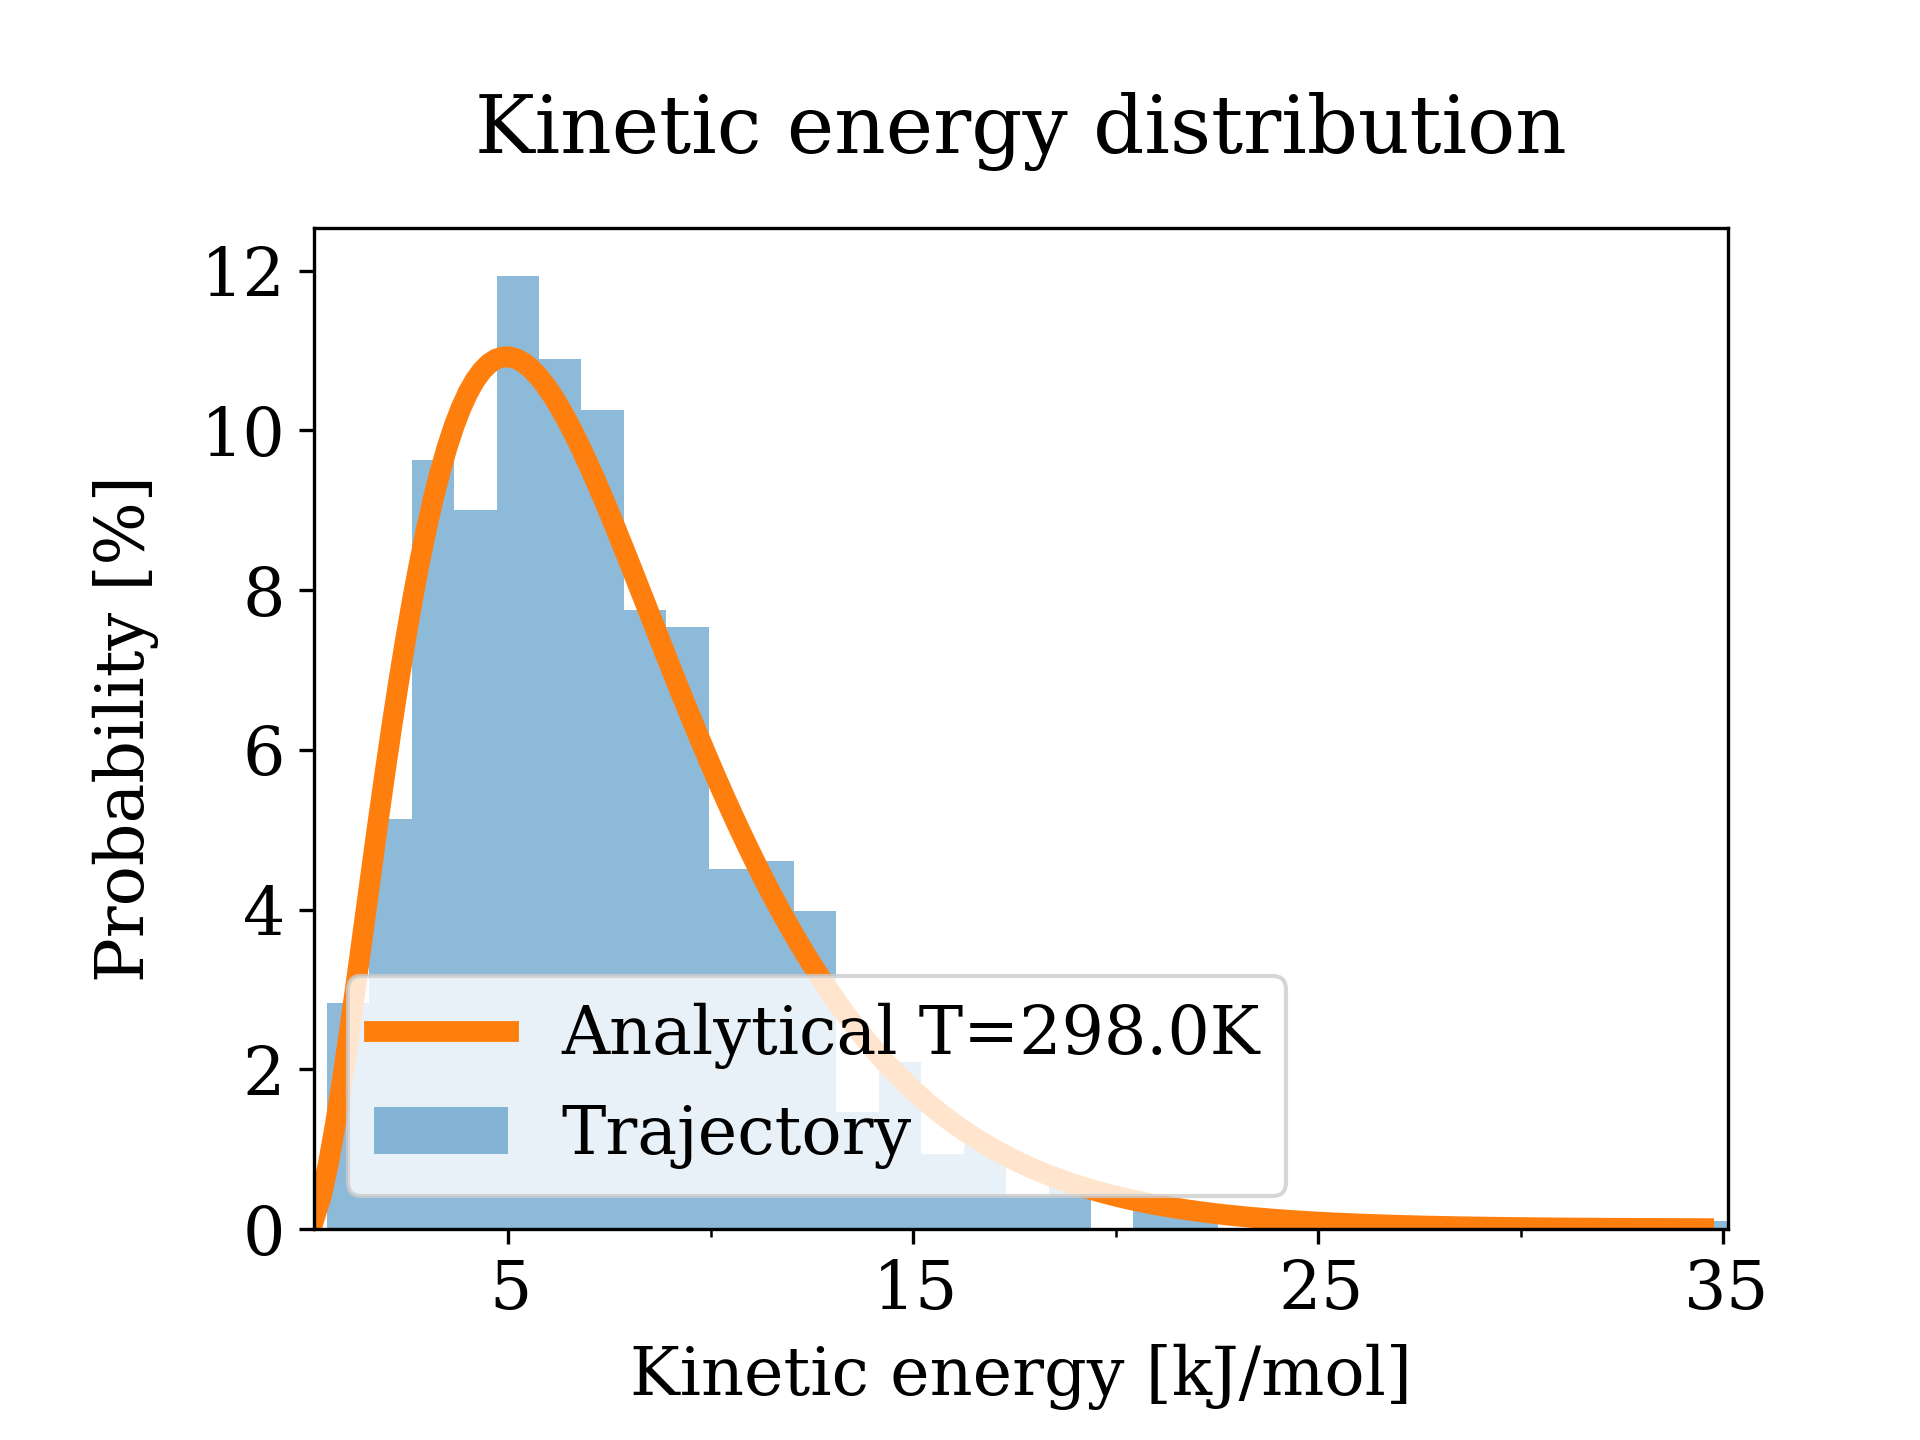 Kinetic energy distribution
12
10
8
6
4
2
0
Probability [%]
Analytical T=298.0K
Trajectory
5 15 25 35
Kinetic energy [kJ/mol]